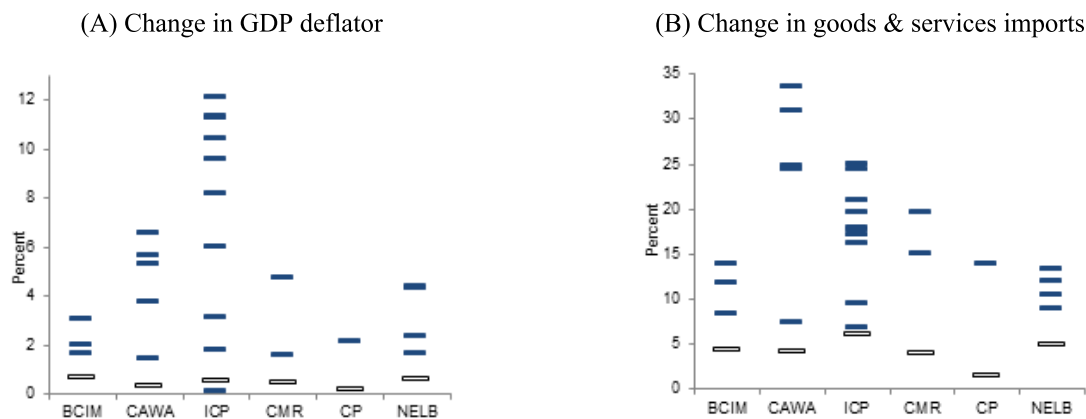 (A) Change in GDP deflator
12
10
8
6
4
2
0
Percent
BCIM CAWA ICP CMR CP NELB
(B) Change in goods & services imports
35
30
25
20
15
10
5
0
Percent
BCIM CAWA ICP CMR CP NELB